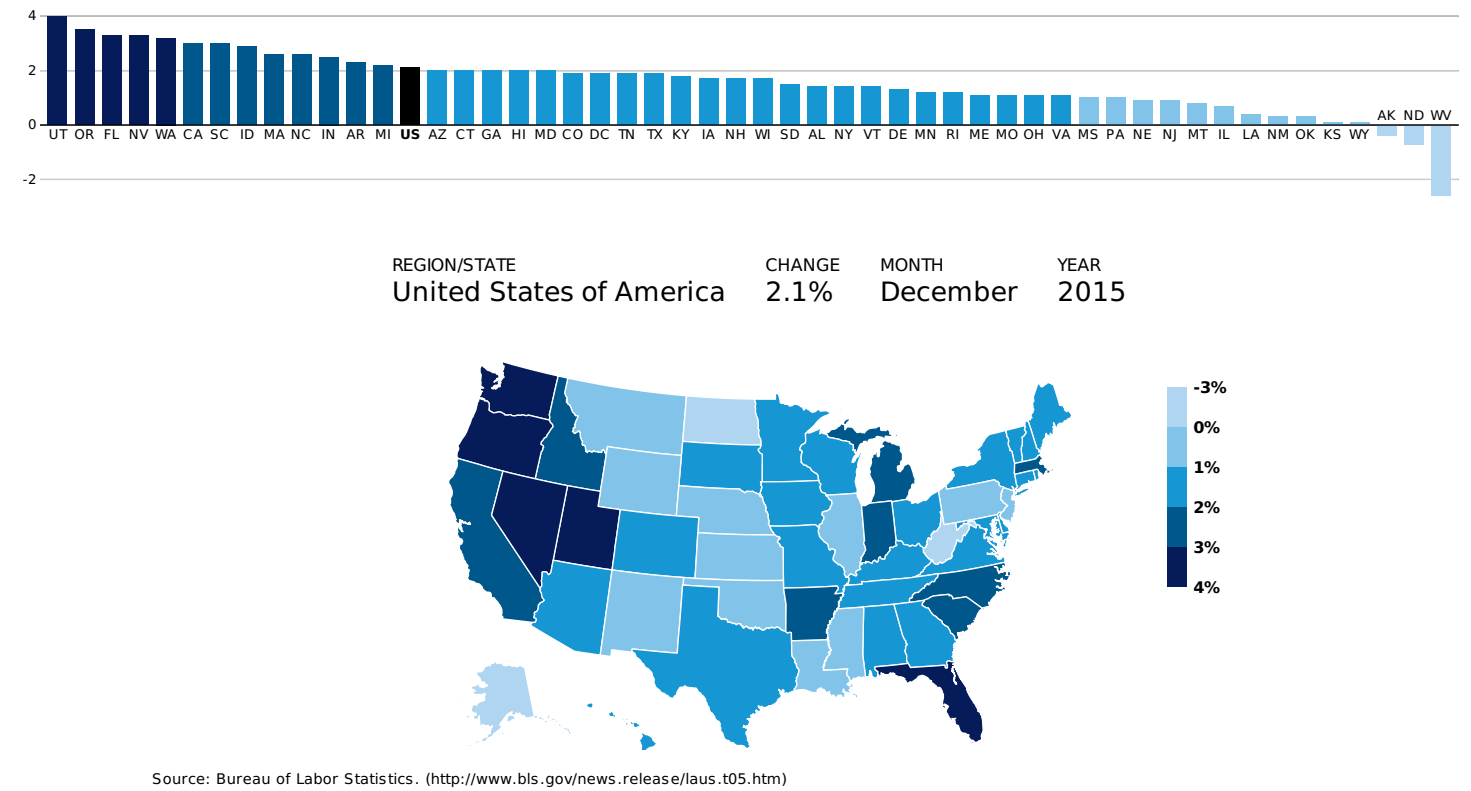 4
2
0
-2
AK ND WV
UT OR FL NV WA CA SC ID MA NC IN AR MI US AZ CT GA HI MD CO DC TN TX KY IA NH WI SD AL NY VT DE MN RI ME MO OH VA MS PA NE NJ MT IL LA NM OK KS WY
REGION/STATE CHANGE MONTH YEAR
United States of America 2.1% December 2015
-3%
0%
1%
2%
3%
4%
Source: Bureau of Labor Statistics. (http://www.bls.gov/news.release/laus.t05.htm)